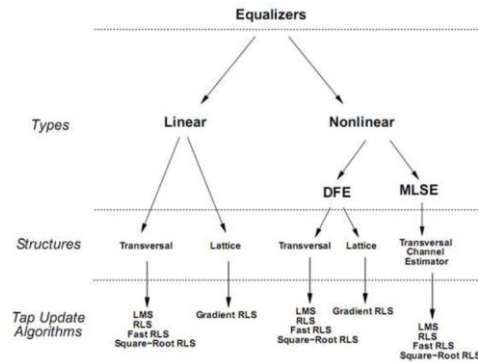 Equalizers
Types
Linear
Nonlinear
DFE
MLSE
Structures
Transversal
Lattice
Transversal
Lattice
Transversal
Channel
Estimator
Tap Update
Algorithms
LMS
RLS
Fast RLS
Square-Root RLS
Gradient RLS
LMS
RLS
Fast RLS
Square-Root RLS
Gradient RLS
LMS
RLS
Fast RLS
Square-Root RLS